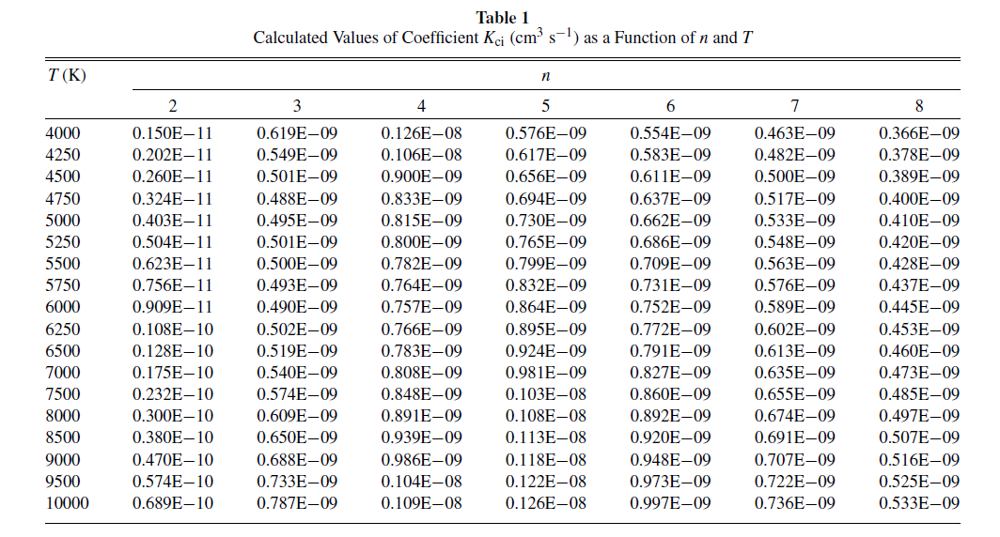 Table 1
Calculated Values of Coefficient Kci (cm3 s−1) as a Function of n and T
T (K) n
2 3 4 5 6 7 8
4000 0.150E−11 0.619E−09 0.126E−08 0.576E−09 0.554E−09 0.463E−09 0.366E−09
4250 0.202E−11 0.549E−09 0.106E−08 0.617E−09 0.583E−09 0.482E−09 0.378E−09
4500 0.260E−11 0.501E−09 0.900E−09 0.656E−09 0.611E−09 0.500E−09 0.389E−09
4750 0.324E−11 0.488E−09 0.833E−09 0.694E−09 0.637E−09 0.517E−09 0.400E−09
5000 0.403E−11 0.495E−09 0.815E−09 0.730E−09 0.662E−09 0.533E−09 0.410E−09
5250 0.504E−11 0.501E−09 0.800E−09 0.765E−09 0.686E−09 0.548E−09 0.420E−09
5500 0.623E−11 0.500E−09 0.782E−09 0.799E−09 0.709E−09 0.563E−09 0.428E−09
5750 0.756E−11 0.493E−09 0.764E−09 0.832E−09 0.731E−09 0.576E−09 0.437E−09
6000 0.909E−11 0.490E−09 0.757E−09 0.864E−09 0.752E−09 0.589E−09 0.445E−09
6250 0.108E−10 0.502E−09 0.766E−09 0.895E−09 0.772E−09 0.602E−09 0.453E−09
6500 0.128E−10 0.519E−09 0.783E−09 0.924E−09 0.791E−09 0.613E−09 0.460E−09
7000 0.175E−10 0.540E−09 0.808E−09 0.981E−09 0.827E−09 0.635E−09 0.473E−09
7500 0.232E−10 0.574E−09 0.848E−09 0.103E−08 0.860E−09 0.655E−09 0.485E−09
8000 0.300E−10 0.609E−09 0.891E−09 0.108E−08 0.892E−09 0.674E−09 0.497E−09
8500 0.380E−10 0.650E−09 0.939E−09 0.113E−08 0.920E−09 0.691E−09 0.507E−09
9000 0.470E−10 0.688E−09 0.986E−09 0.118E−08 0.948E−09 0.707E−09 0.516E−09
9500 0.574E−10 0.733E−09 0.104E−08 0.122E−08 0.973E−09 0.722E−09 0.525E−09
10000 0.689E−10 0.787E−09 0.109E−08 0.126E−08 0.997E−09 0.736E−09 0.533E−09